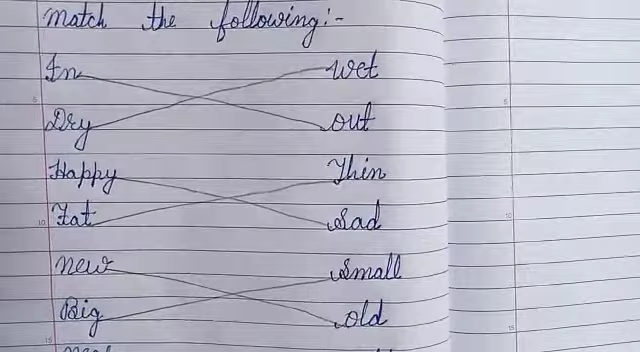 Match the following:-
In wet
Dry out
Happy Thin
Fat Sad
new Small
Big old